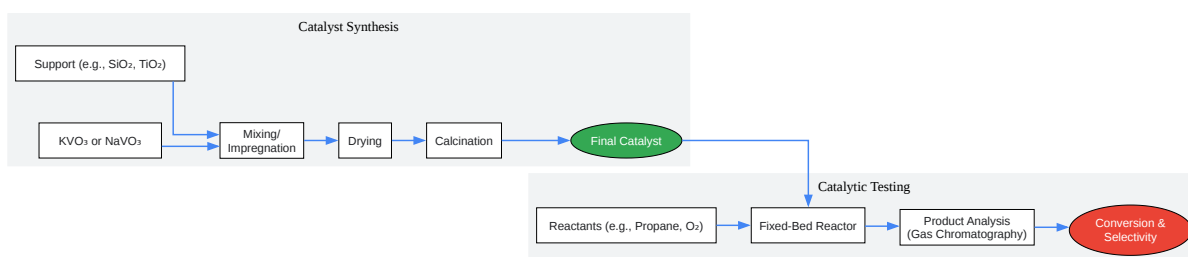 Catalyst Synthesis
Support (e.g., SiO₂, TiO₂)
KVO₃ or NaVO₃
Mixing/
Impregnation
Drying
Calcination
Final Catalyst
Catalytic Testing
Reactants (e.g., Propane, O₂)
Fixed-Bed Reactor
Product Analysis
(Gas Chromatography)
Conversion &
Selectivity